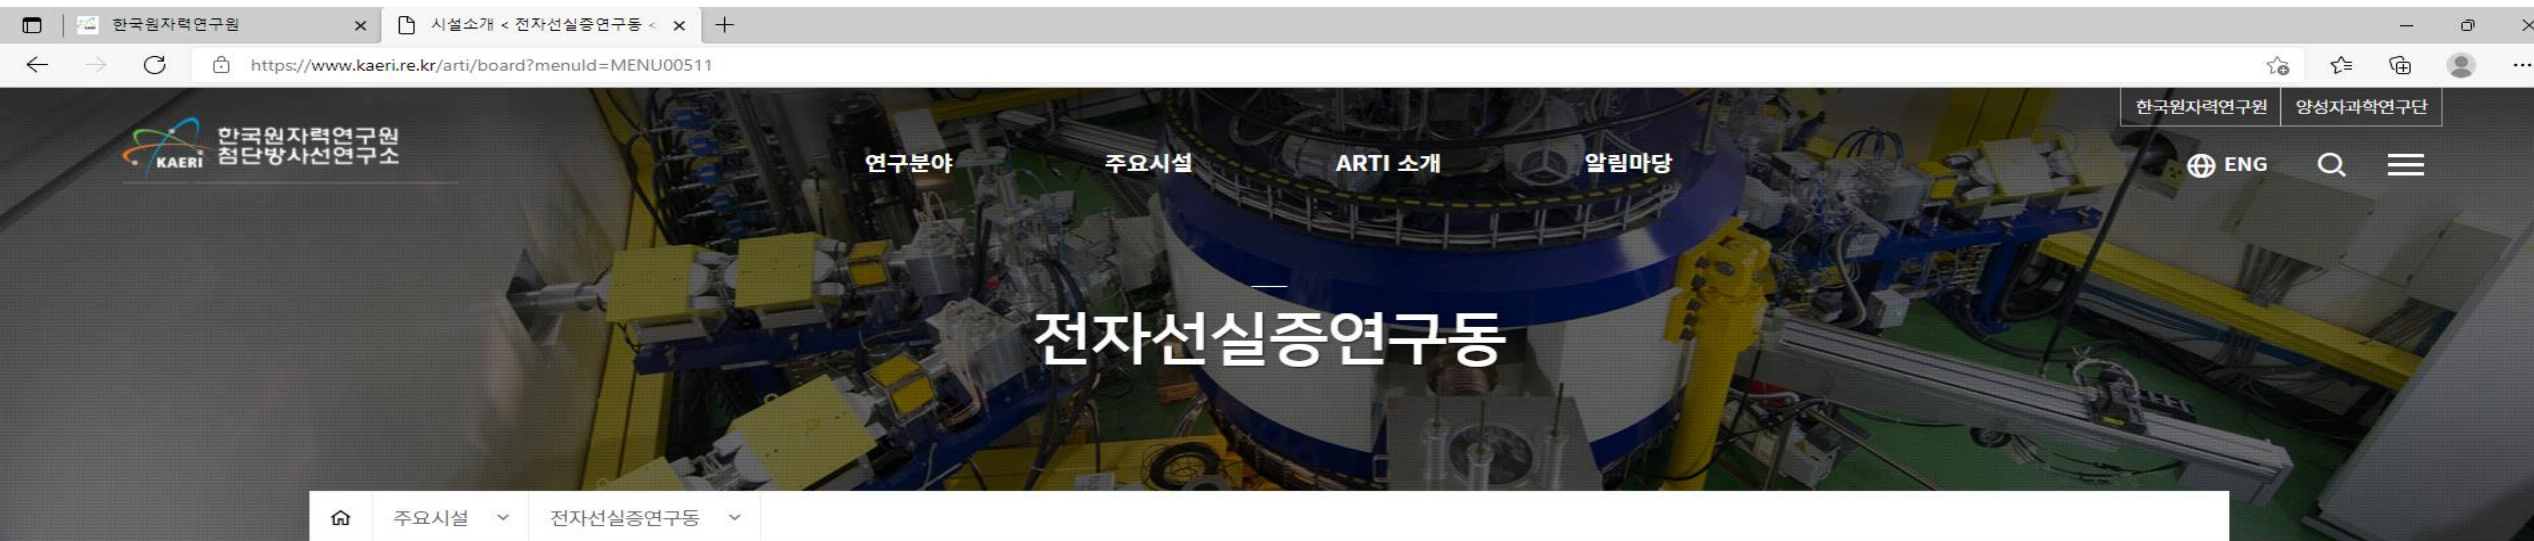 한국원자력연구원
시설소개 < 전자선실증연구동 <
https://www.kaeri.re.kr/arti/board?menuId=MENU00511
한국원자력연구원 양성자과학연구단
KAERI 한국원자력연구원
첨단방사선연구소
연구분야 주요시설 ARTI 소개 알림마당 ENG
전자선실증연구동
주요시설 전자선실증연구동